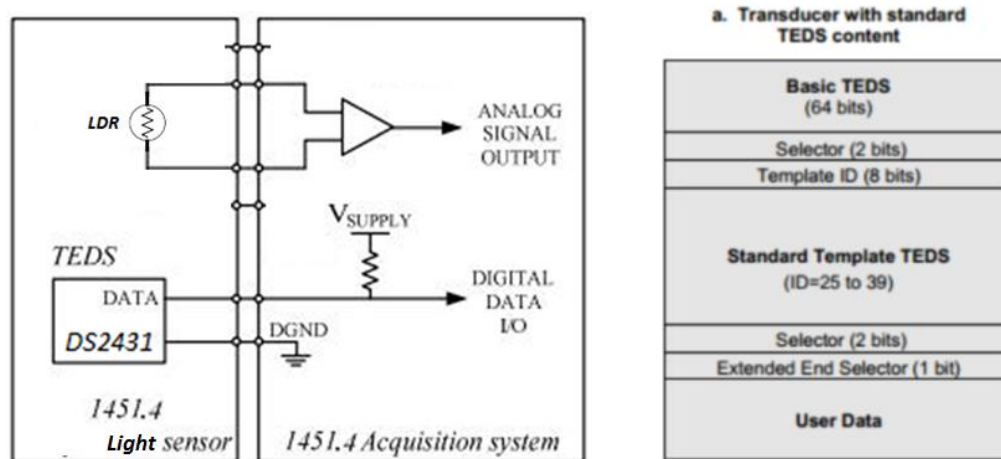 LDR
ANALOG
SIGNAL
OUTPUT
VSUPPLY
TEDS
DATA
DS2431
DIGITAL
DATA
I/O
DGND
1451.4
Light sensor
1451.4 Acquisition system
a. Transducer with standard
TEDS content
Basic TEDS
(64 bits)
Selector (2 bits)
Template ID (8 bits)
Standard Template TEDS
(ID=25 to 39)
Selector (2 bits)
Extended End Selector (1 bit)
User Data